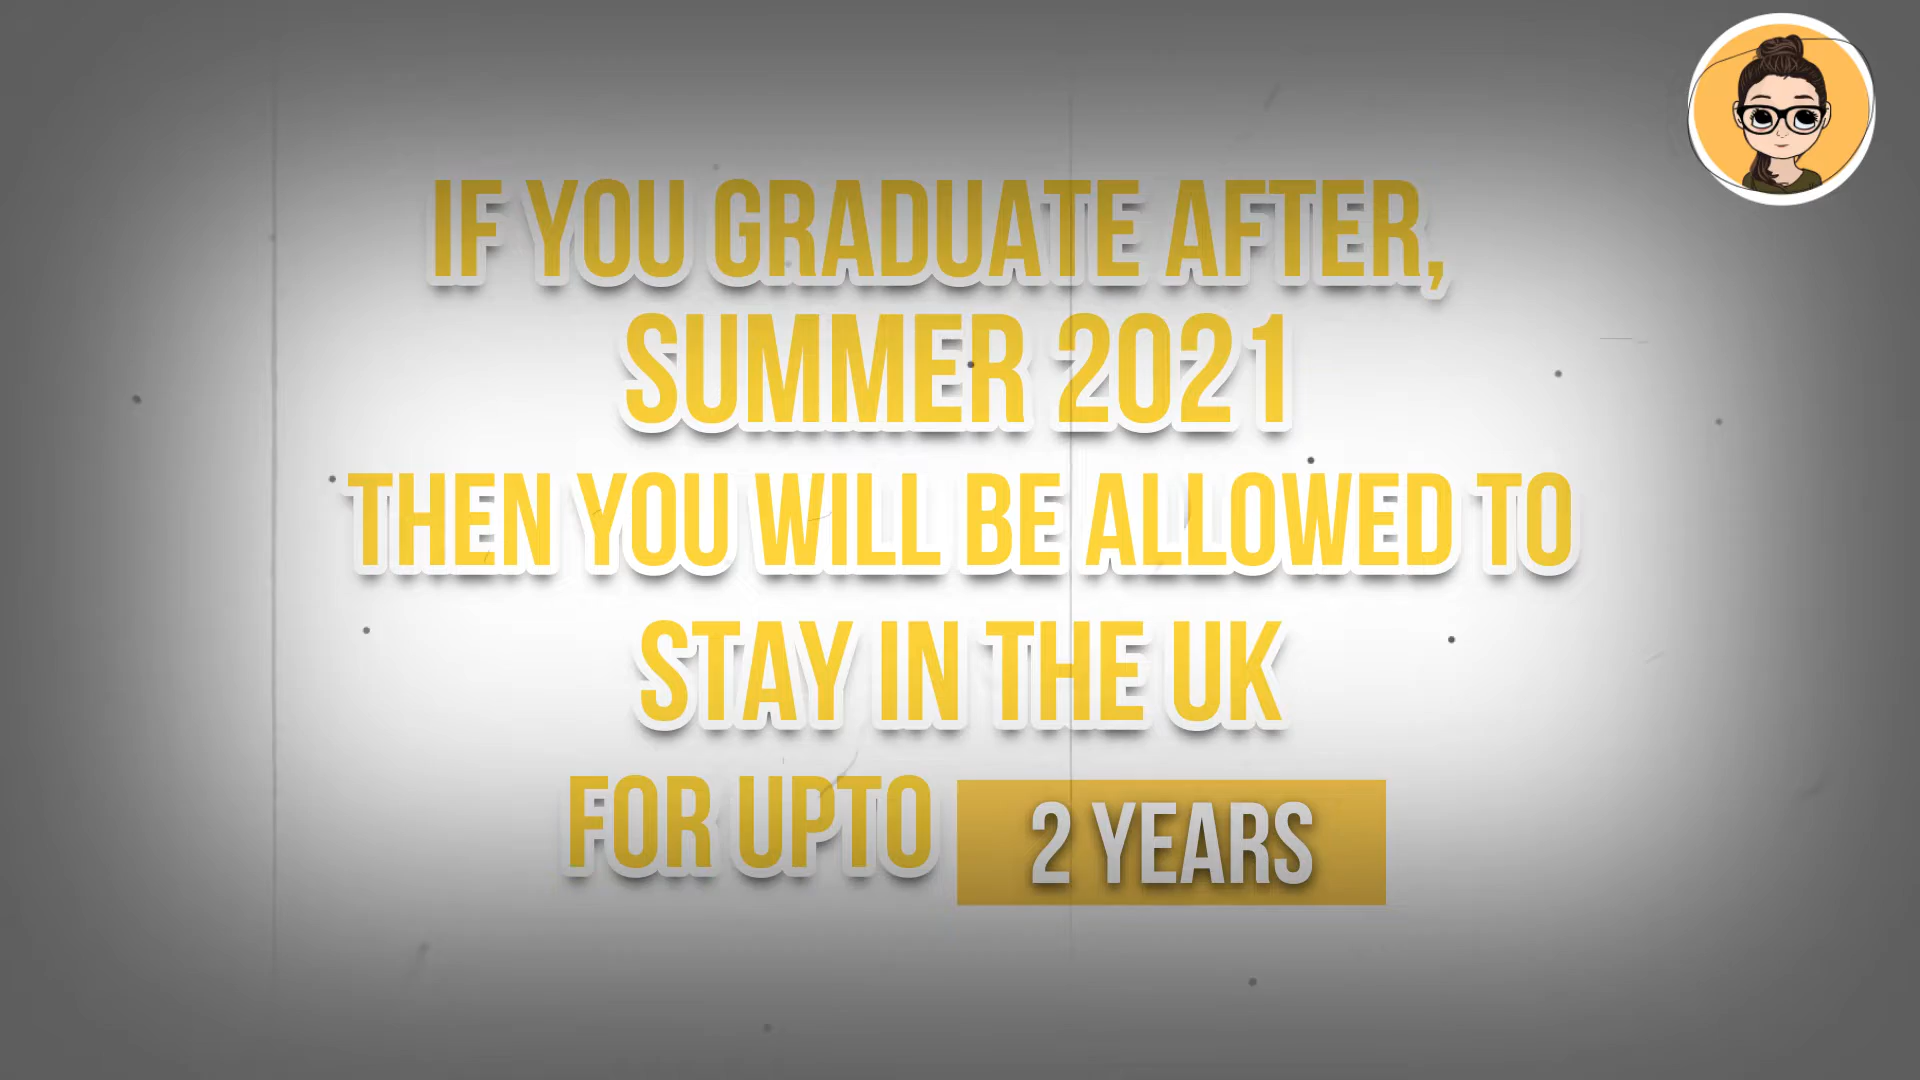 IF YOU GRADUATE AFTER,
SUMMER 2021
THEN YOU WILL BE ALLOWED TO
STAY IN THE UK
FOR UPTO 2 YEARS